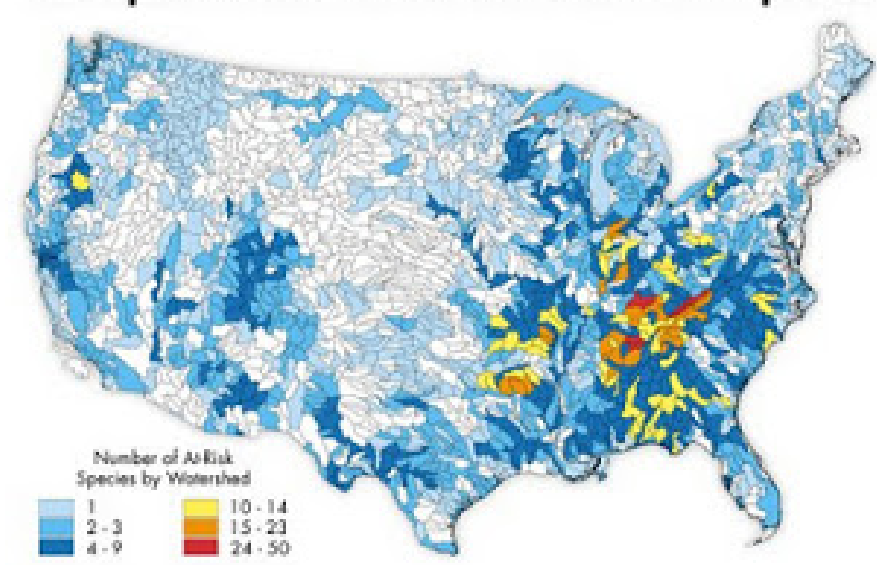 Number of At-Risk
Species by Watershed
1
2 - 3
4 - 9
10 - 14
15 - 23
24 - 50